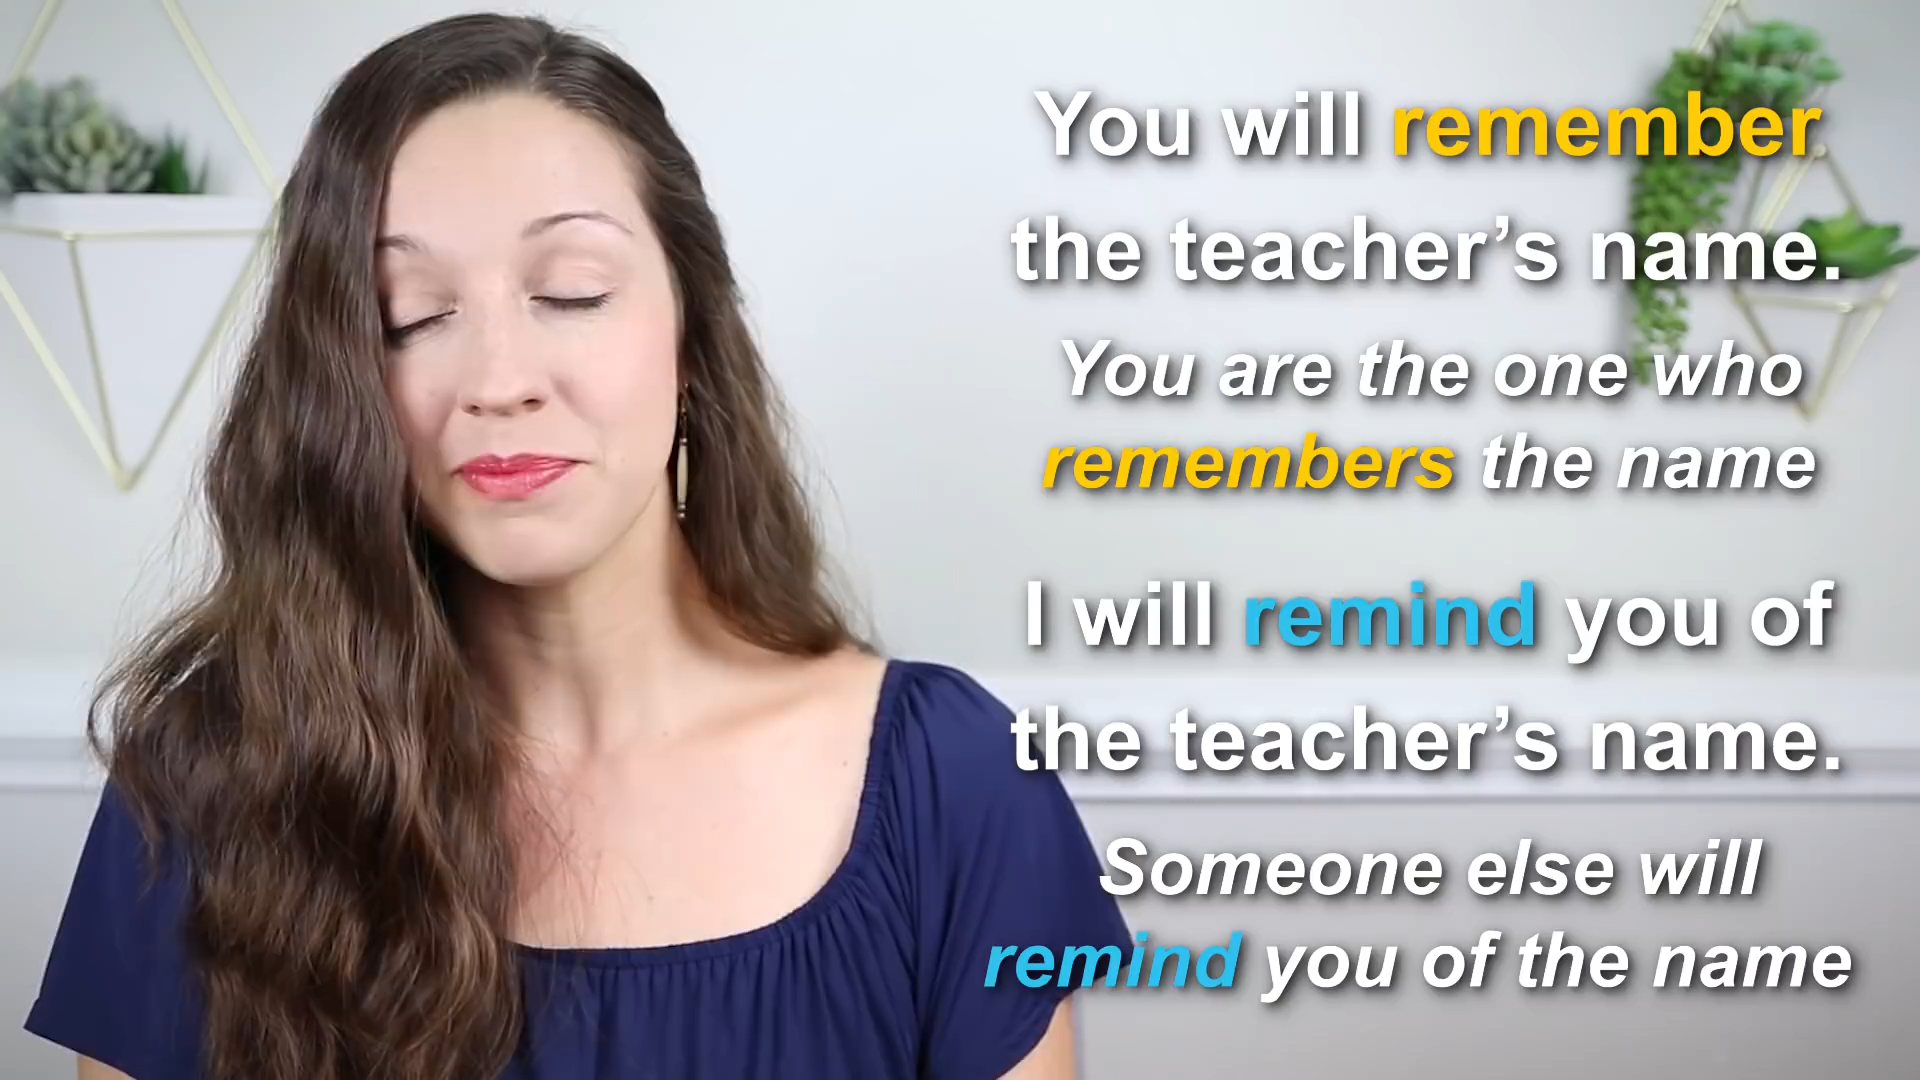 You will remember
the teacher’s name.
You are the one who
remembers the name
I will remind you of
the teacher’s name.
Someone else will
remind you of the name